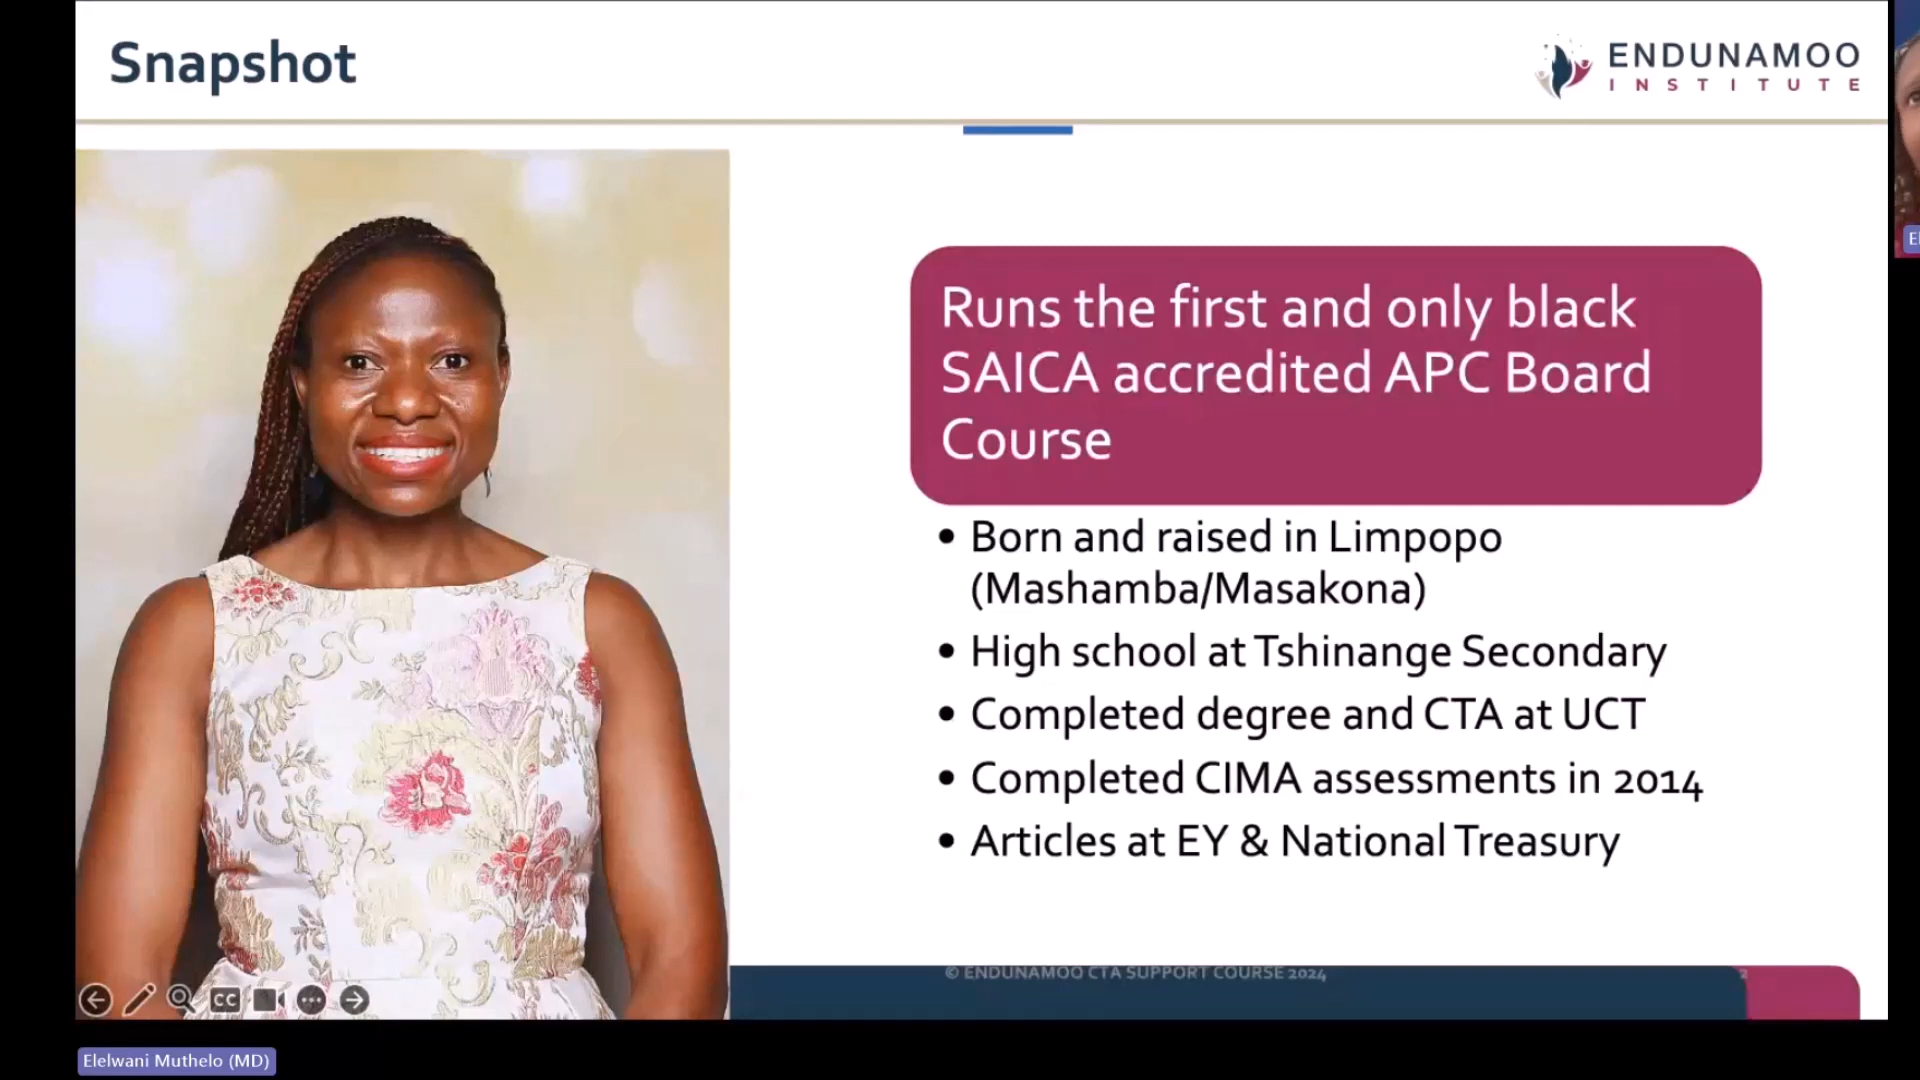 Snapshot
ENDUNAMOO
INSTITUTE
Runs the first and only black
SAICA accredited APC Board
Course
• Born and raised in Limpopo
(Mashamba/Masakona)
• High school at Tshinange Secondary
• Completed degree and CTA at UCT
• Completed CIMA assessments in 2014
• Articles at EY & National Treasury
© ENDUNAMOO CTA SUPPORT COURSE 2024
2
CC
Elelwani Muthelo (MD)